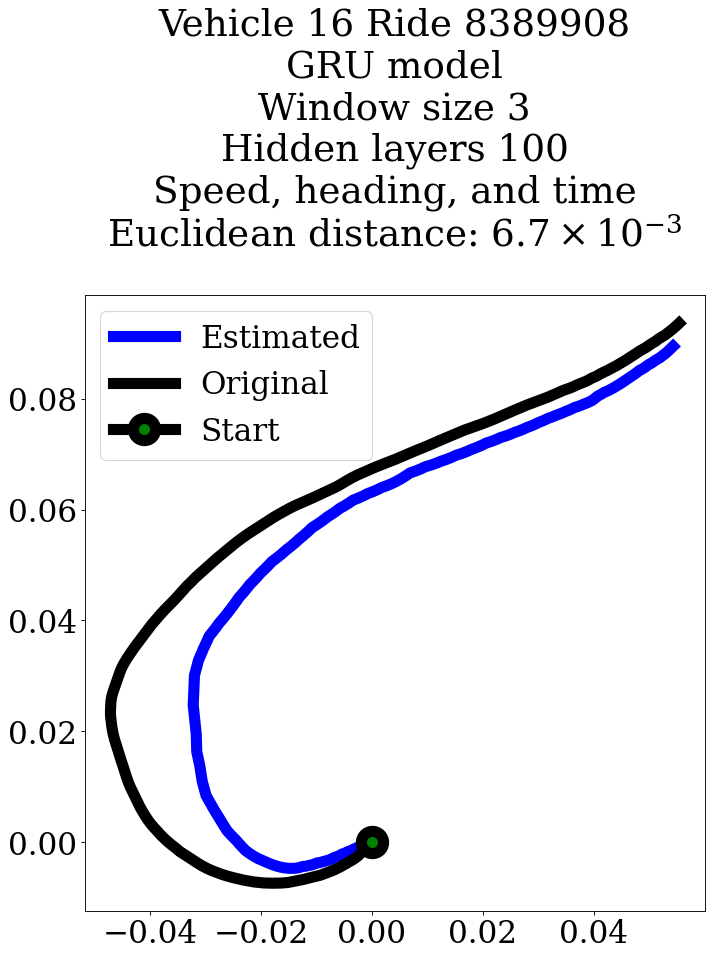 Vehicle 16 Ride 8389908
GRU model
Window size 3
Hidden layers 100
Speed, heading, and time
Euclidean distance: 6.7 × 10⁻³
Estimated
Original
Start
0.08
0.06
0.04
0.02
0.00
−0.04 −0.02 0.00 0.02 0.04